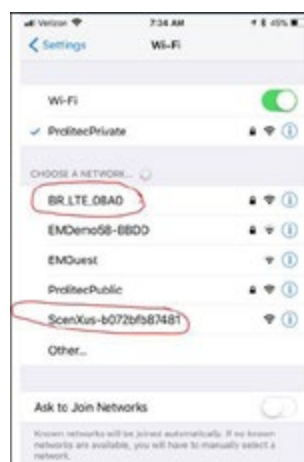 Verizon 7:34 AM 45%
Settings Wi-Fi
Wi-Fi
ProlitecPrivate
CHOOSE A NETWORK...
BR_LTE_08A0
EMDemo58-BBDD
EMGuest
ProlitecPublic
ScenXus-b072bfb87481
Other...
Ask to Join Networks
Known networks will be joined automatically. If no known
networks are available, you will have to manually select a
network.